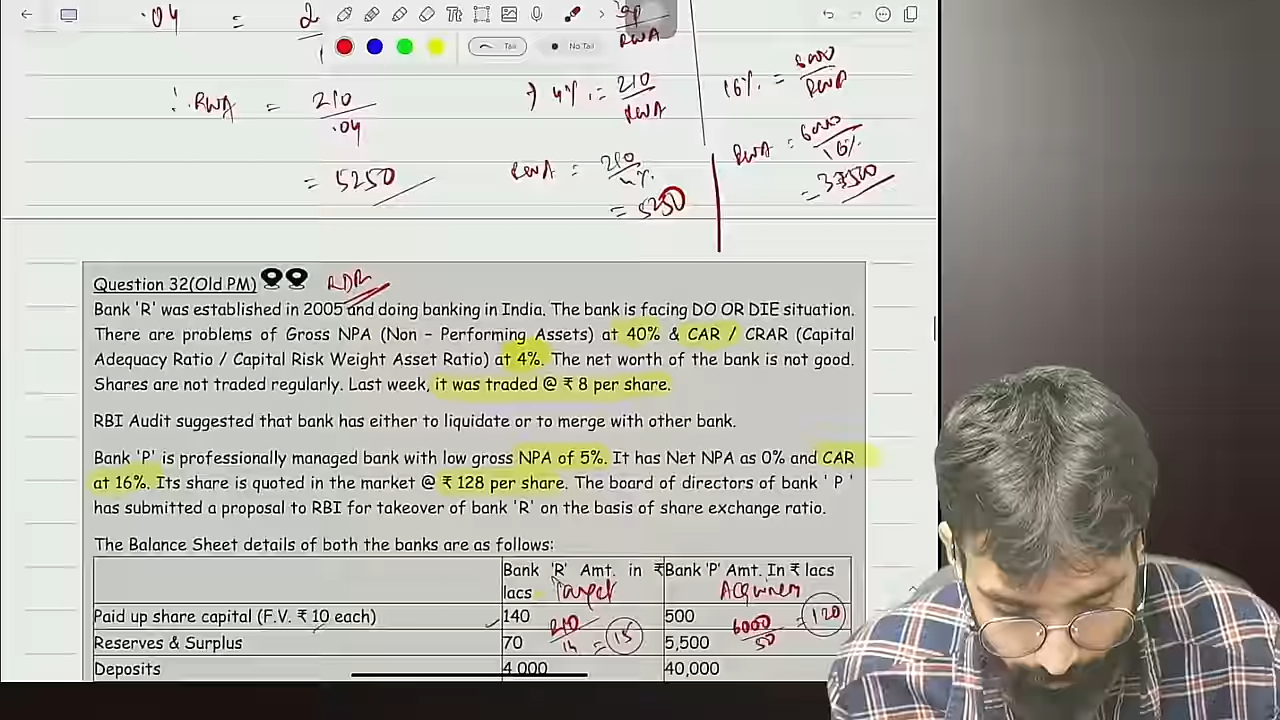 .04 = 2
Cap/RWA
Tail No Tail
∴ RWA = 210/.04
⇒ 4% = 210/RWA
16% = 6000/RWA
= 5250
RWA = 210/4%
= 5250
RWA = 6000/16%
= 37500
Question 32(Old PM)
Bank 'R' was established in 2005 and doing banking in India. The bank is facing DO OR DIE situation.
There are problems of Gross NPA (Non – Performing Assets) at 40% & CAR / CRAR (Capital
Adequacy Ratio / Capital Risk Weight Asset Ratio) at 4%. The net worth of the bank is not good.
Shares are not traded regularly. Last week, it was traded @ ₹ 8 per share.
RBI Audit suggested that bank has either to liquidate or to merge with other bank.
Bank 'P' is professionally managed bank with low gross NPA of 5%. It has Net NPA as 0% and CAR
at 16%. Its share is quoted in the market @ ₹ 128 per share. The board of directors of bank ' P '
has submitted a proposal to RBI for takeover of bank 'R' on the basis of share exchange ratio.
The Balance Sheet details of both the banks are as follows:
Bank 'R' Amt. in ₹ lacs Target
Bank 'P' Amt. In ₹ lacs Acquirers
Paid up share capital (F.V. ₹ 10 each) 140 500
210/14 = 15
6000/50 = 120
Reserves & Surplus 70 5,500
Deposits 4,000 40,000